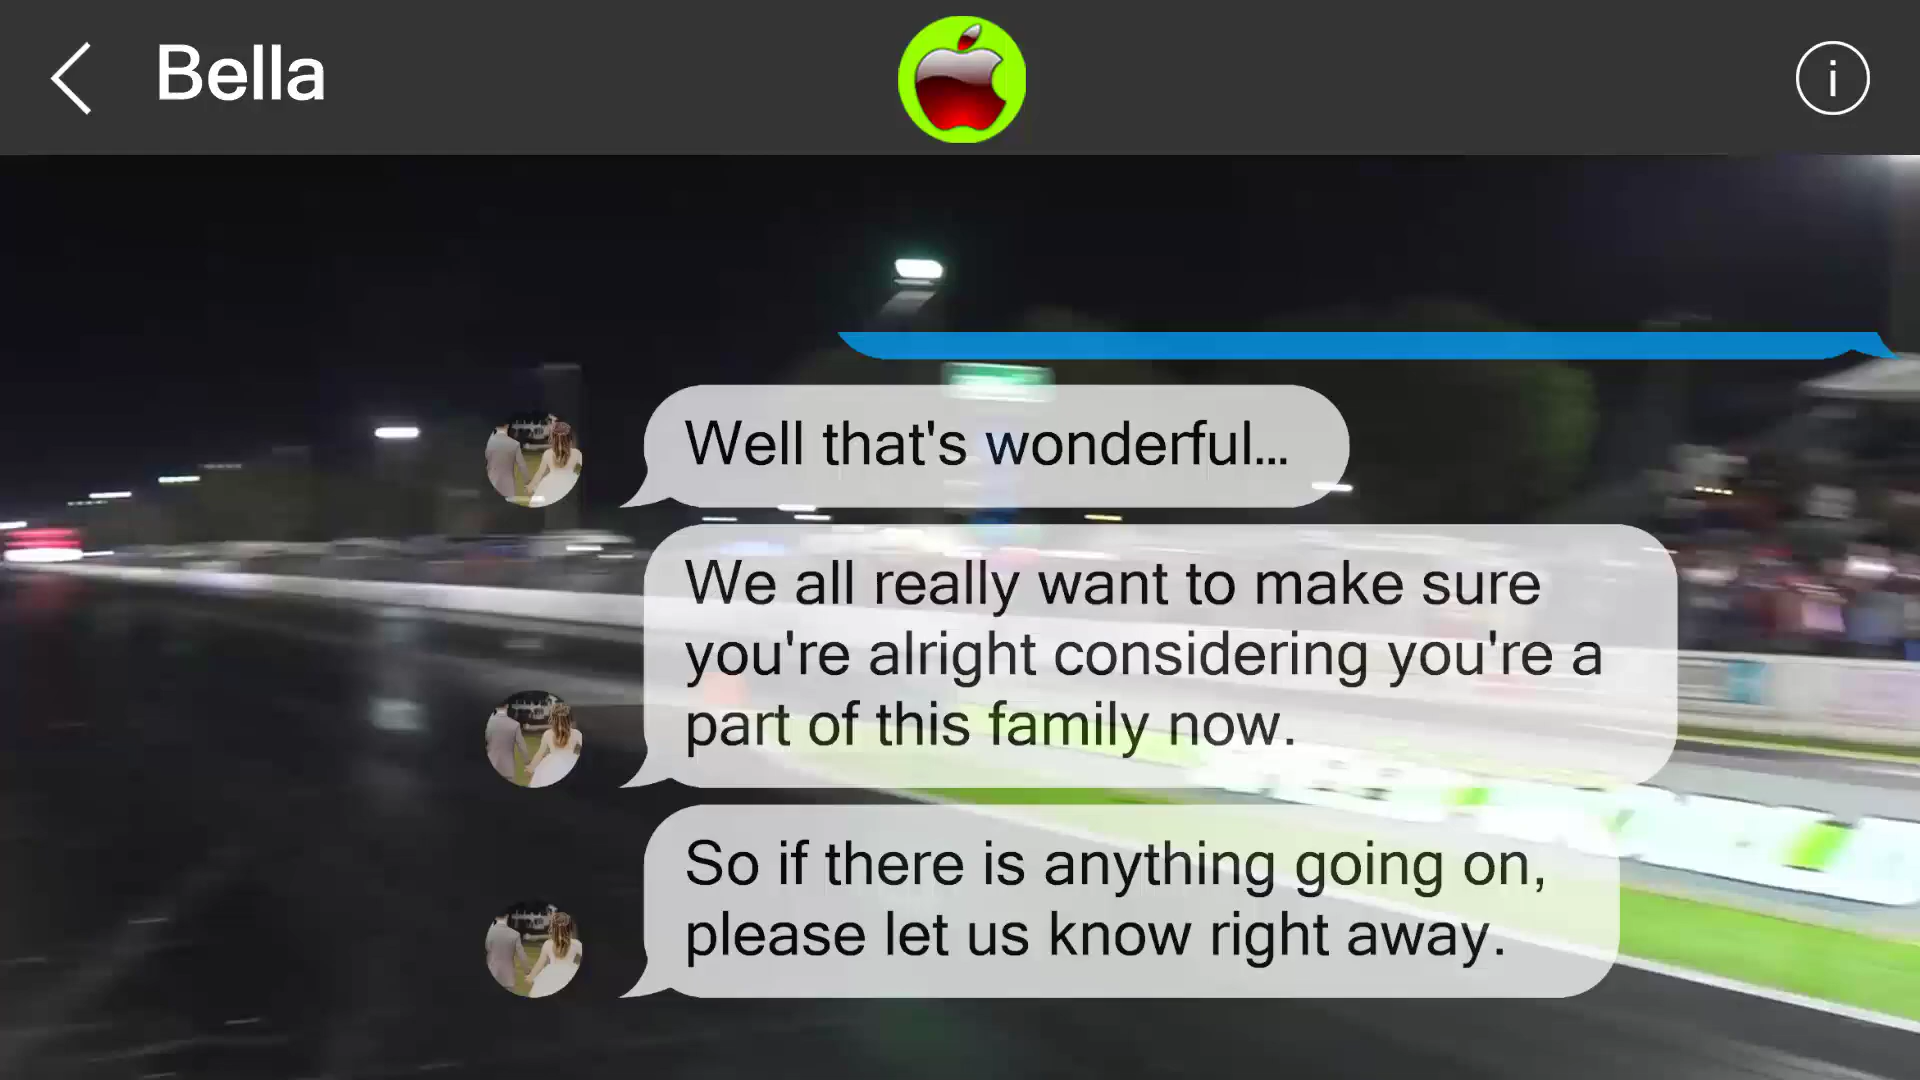 Bella
Well that's wonderful...
We all really want to make sure
you're alright considering you're a
part of this family now.
So if there is anything going on,
please let us know right away.